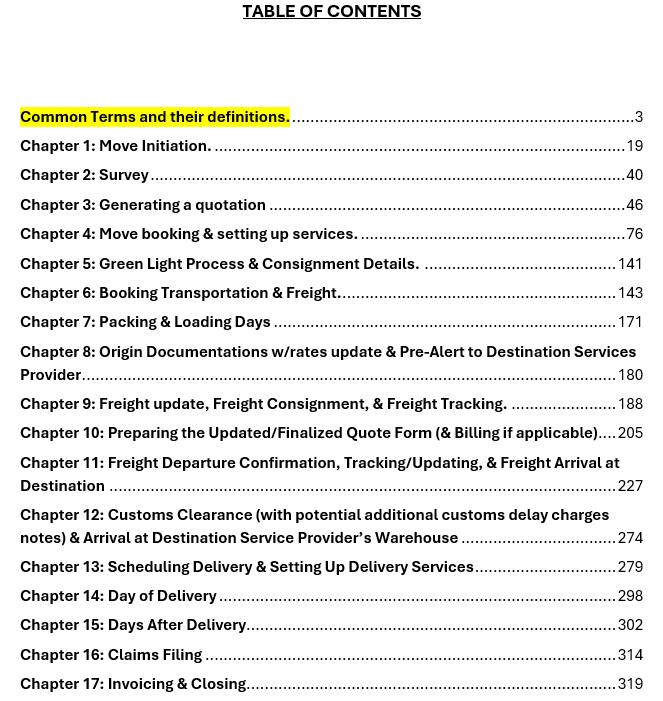 TABLE OF CONTENTS
Common Terms and their definitions. 3
Chapter 1: Move Initiation. 19
Chapter 2: Survey 40
Chapter 3: Generating a quotation 46
Chapter 4: Move booking & setting up services. 76
Chapter 5: Green Light Process & Consignment Details. 141
Chapter 6: Booking Transportation & Freight. 143
Chapter 7: Packing & Loading Days 171
Chapter 8: Origin Documentations w/rates update & Pre-Alert to Destination Services
Provider 180
Chapter 9: Freight update, Freight Consignment, & Freight Tracking. 188
Chapter 10: Preparing the Updated/Finalized Quote Form (& Billing if applicable) 205
Chapter 11: Freight Departure Confirmation, Tracking/Updating, & Freight Arrival at
Destination 227
Chapter 12: Customs Clearance (with potential additional customs delay charges
notes) & Arrival at Destination Service Provider’s Warehouse 274
Chapter 13: Scheduling Delivery & Setting Up Delivery Services 279
Chapter 14: Day of Delivery 298
Chapter 15: Days After Delivery 302
Chapter 16: Claims Filing 314
Chapter 17: Invoicing & Closing 319